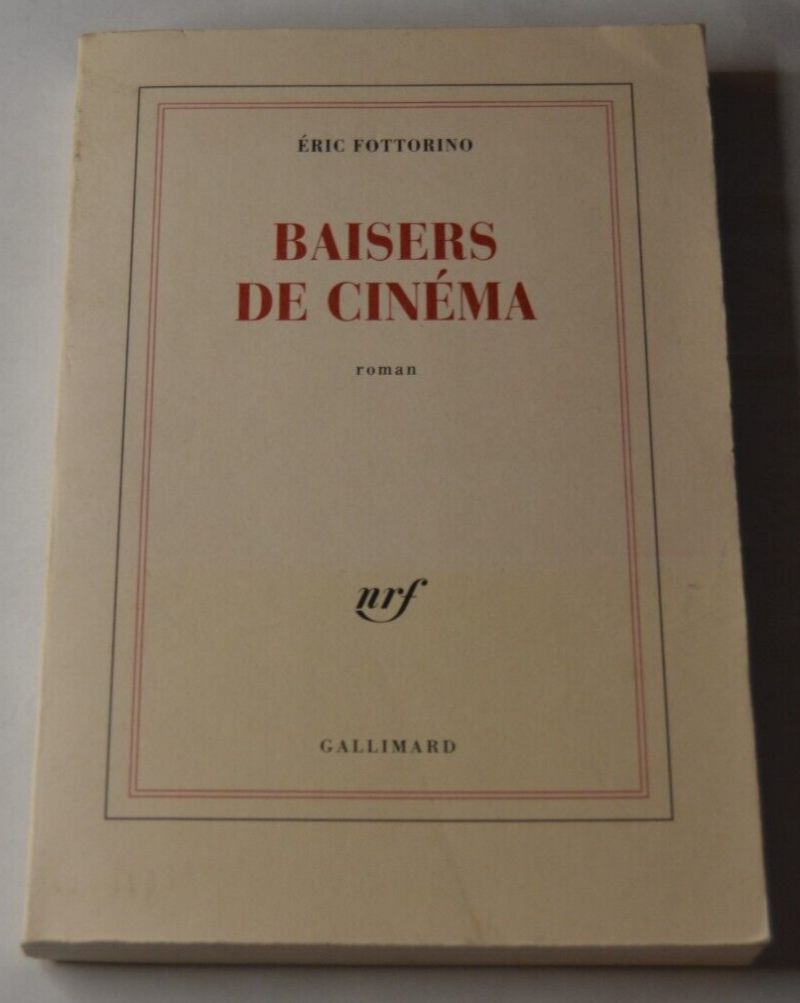 ÉRIC FOTTORINO
BAISERS
DE CINÉMA
roman
nrf
GALLIMARD